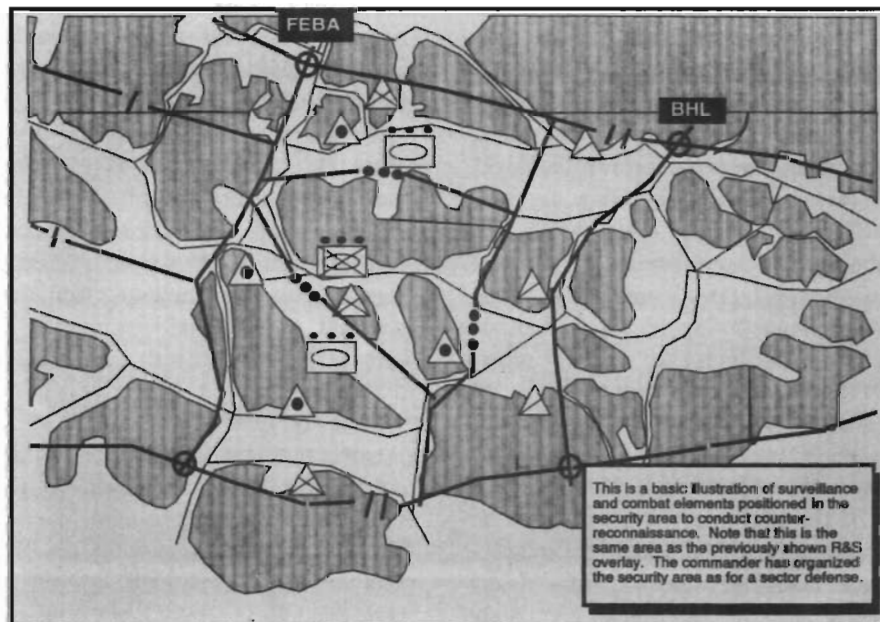 FEBA
BHL
This is a basic illustration of surveillance
and combat elements positioned in the
security area to conduct counter-
reconnaissance. Note that this is the
same area as the previously shown R&S
overlay. The commander has organized
the security area as for a sector defense.